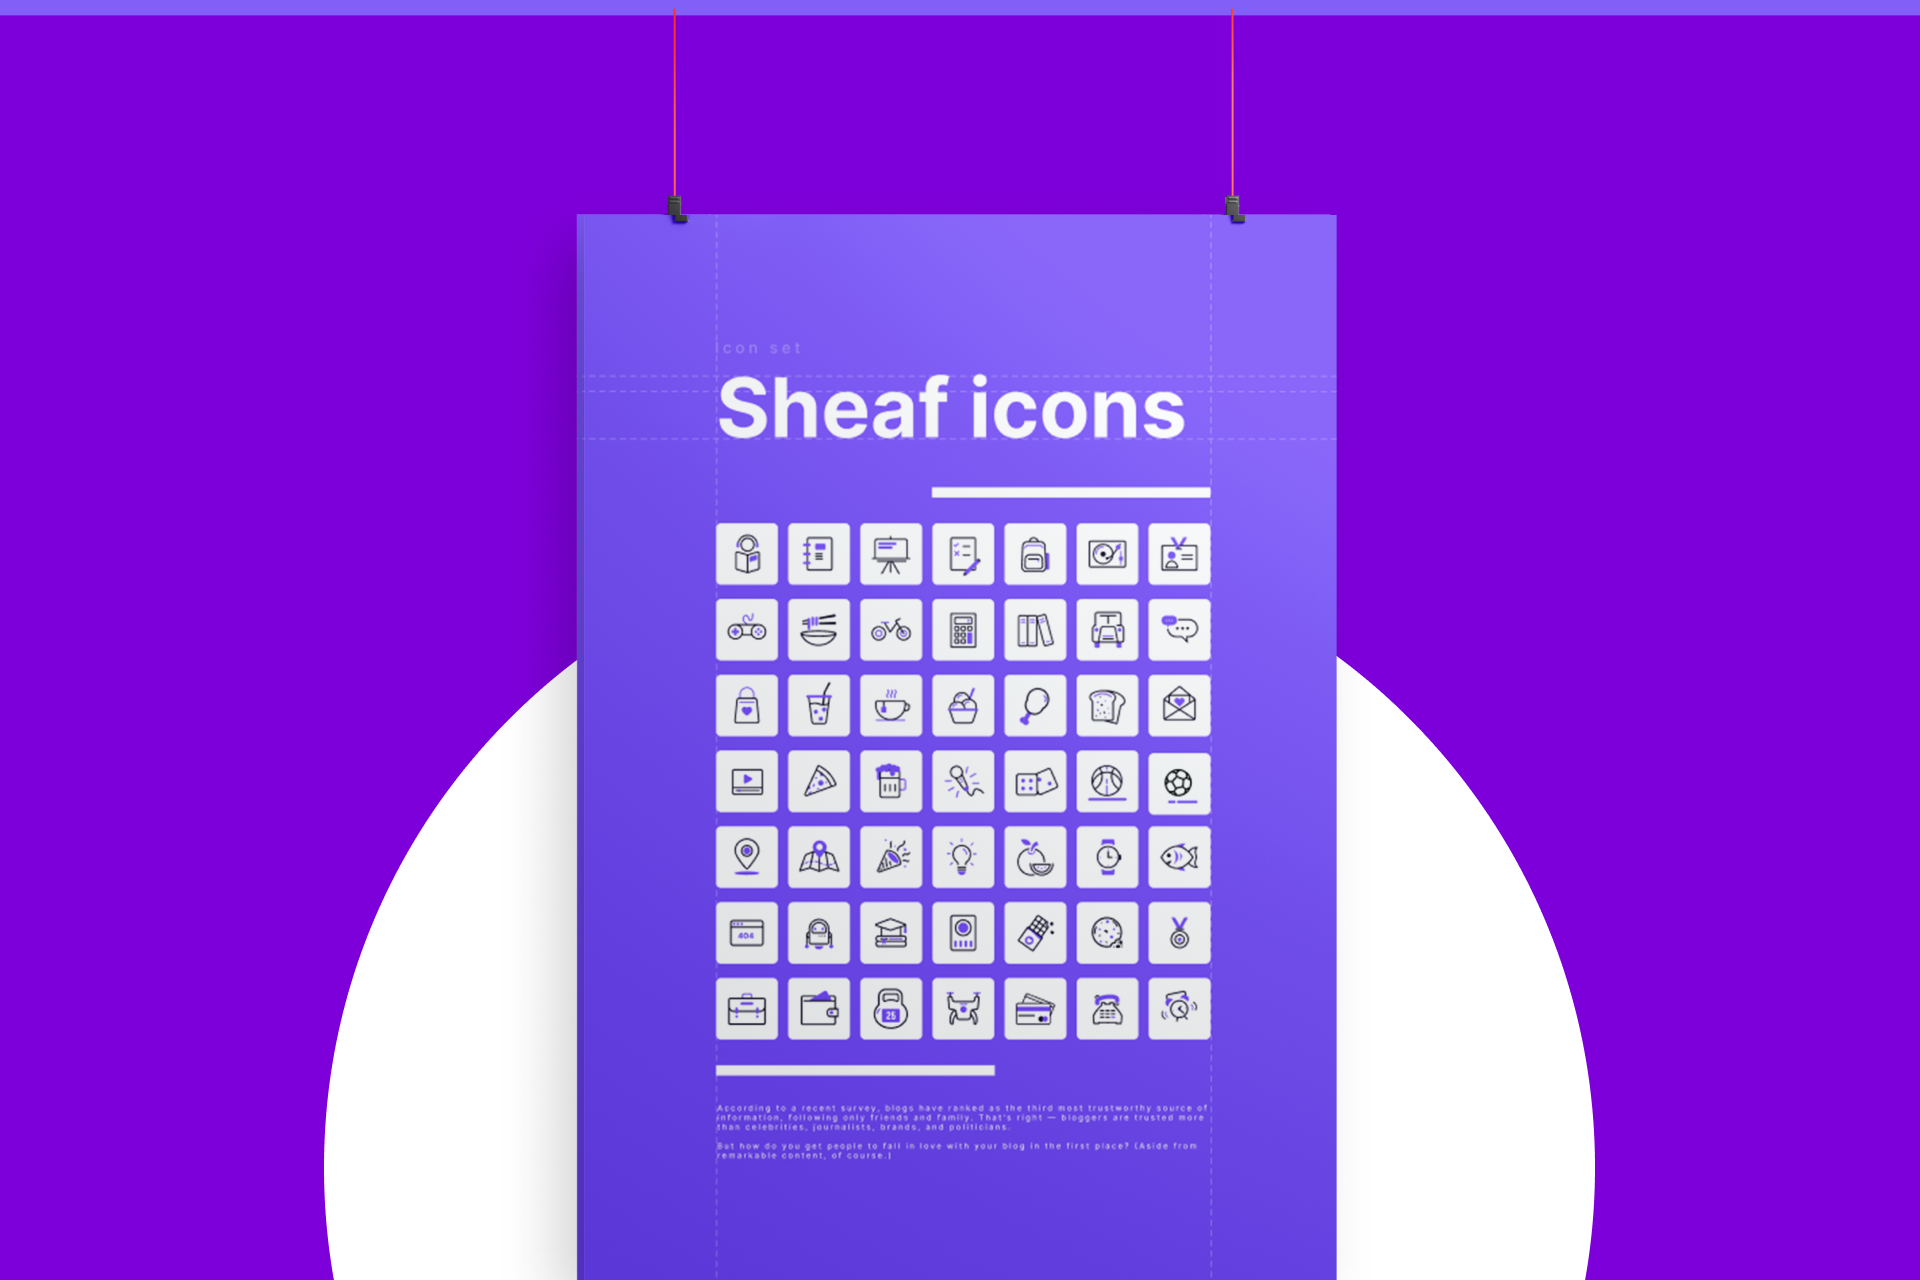 icon set
Sheaf icons
404
25
According to a recent survey, blogs have ranked as the third most trustworthy source of
information, following only friends and family. That's right — bloggers are trusted more
than celebrities, journalists, brands, and politicians.
But how do you get people to fall in love with your blog in the first place? (Aside from
remarkable content, of course.)